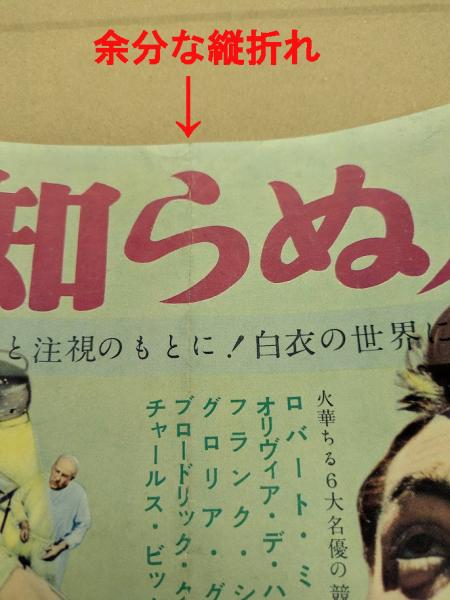 余分な縦折れ
知らぬ
と注視のもとに!白衣の世界に
火華ちる6大名優の競
ロバート・ミ
オリヴィア・デ・ハ
フランク・シ
グロリア・グ
ブロードリック・ク
チャールス・ビッ